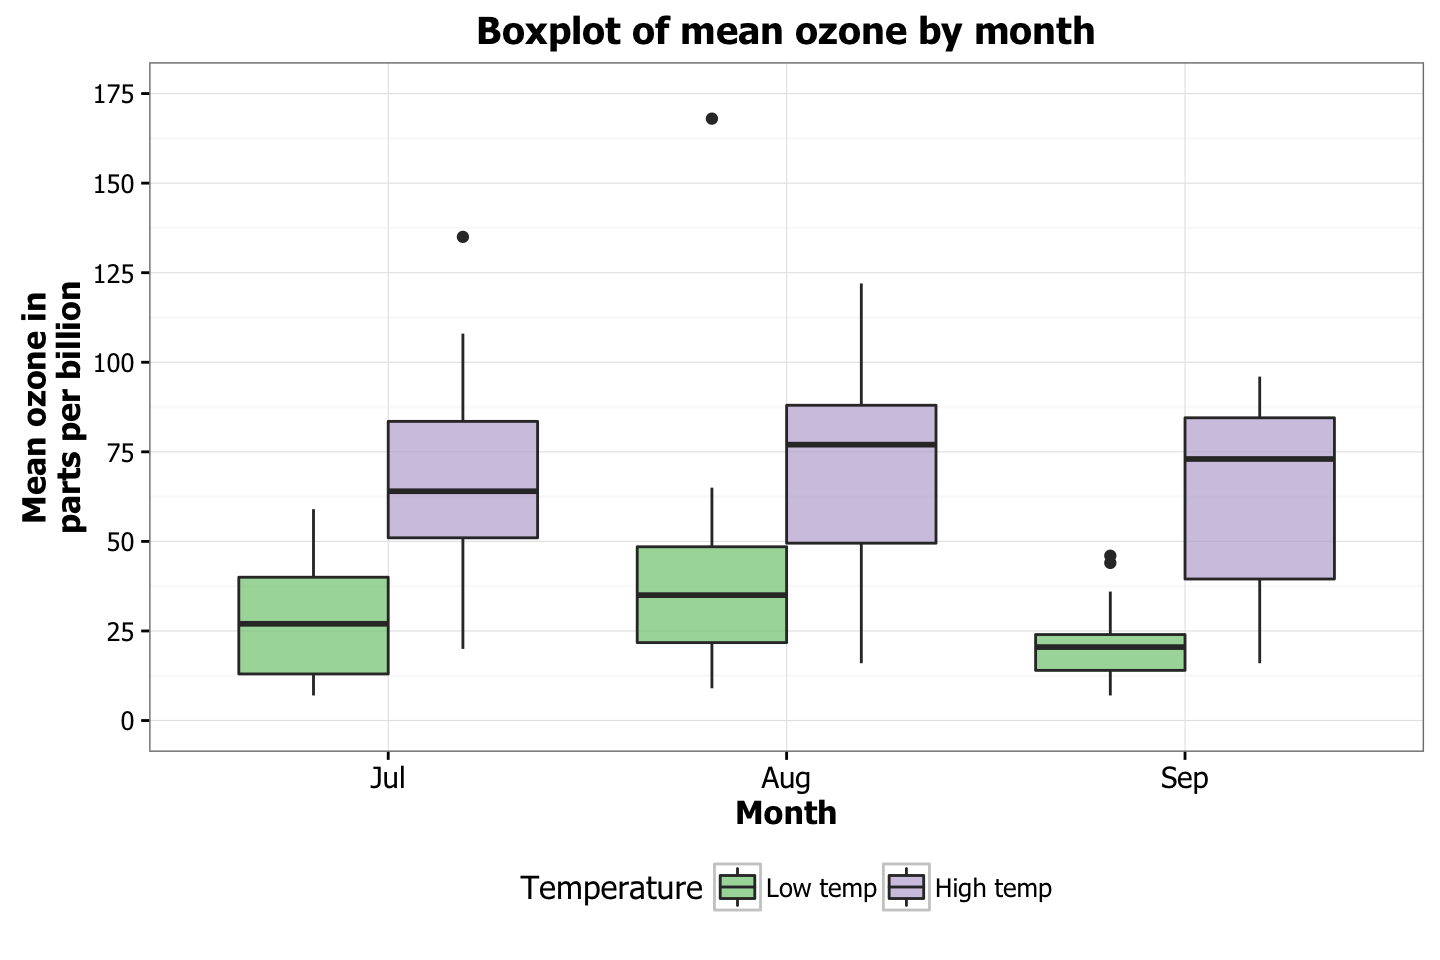 Boxplot of mean ozone by month
Mean ozone in
parts per billion
175
150
125
100
75
50
25
0
Jul Aug Sep
Month
Temperature Low temp High temp